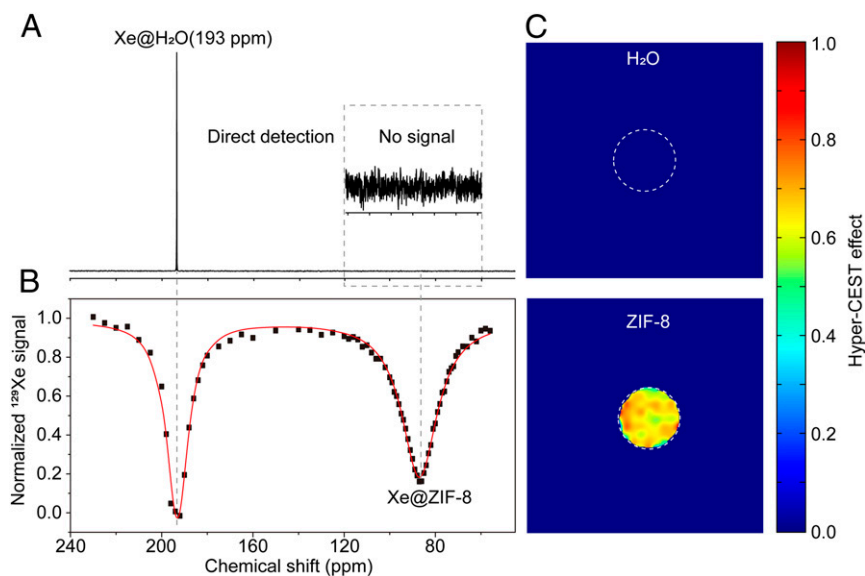 A
Xe@H₂O(193 ppm)
Direct detection
No signal
B
Normalized ¹²⁹Xe signal
1.0
0.8
0.6
0.4
0.2
0.0
Xe@ZIF-8
240
200
160
120
80
Chemical shift (ppm)
C
H₂O
ZIF-8
1.0
0.8
0.6
0.4
0.2
0.0
Hyper-CEST effect